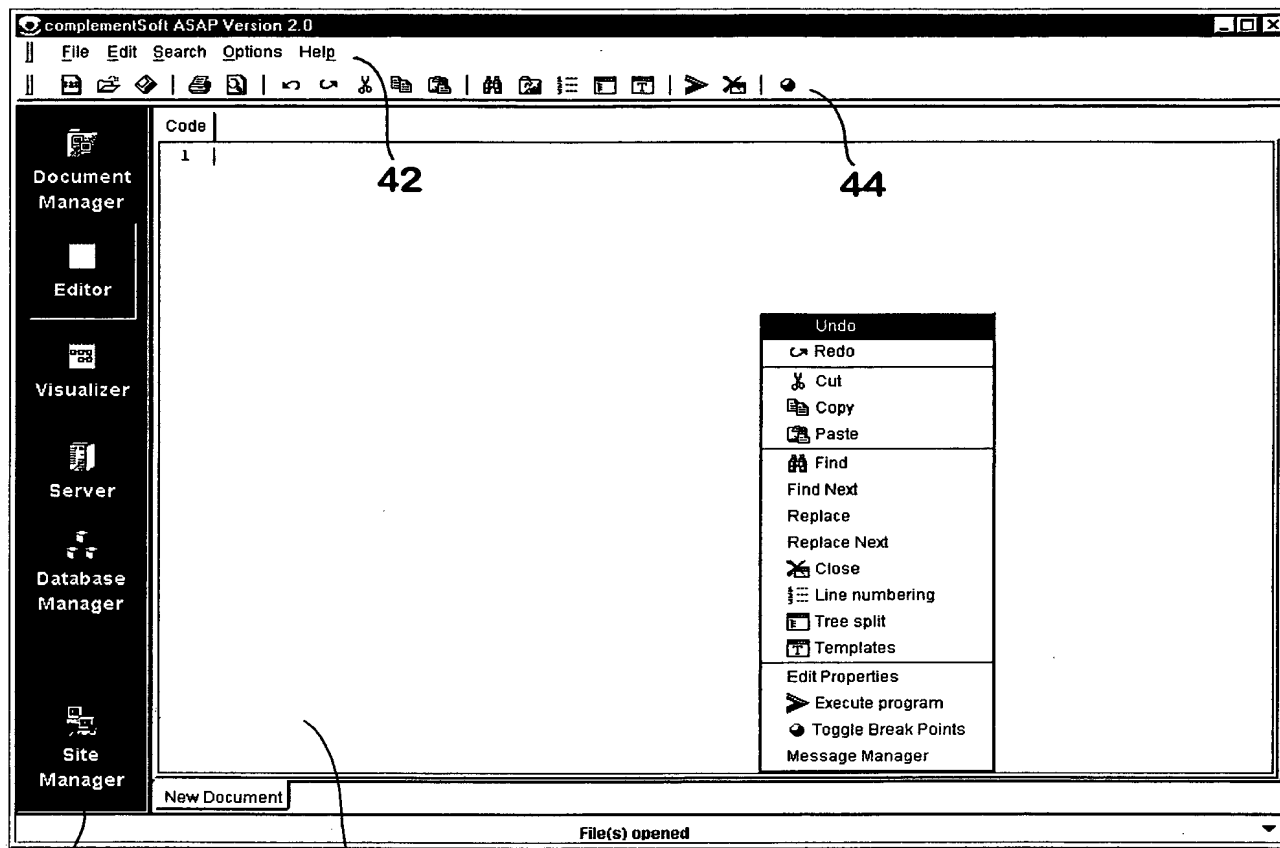 complementSoft ASAP Version 2.0
File Edit Search Options Help
Code
1
42
44
Document
Manager
Editor
Visualizer
Server
Database
Manager
Site
Manager
Undo
Redo
Cut
Copy
Paste
Find
Find Next
Replace
Replace Next
Close
Line numbering
Tree split
Templates
Edit Properties
Execute program
Toggle Break Points
Message Manager
New Document
File(s) opened